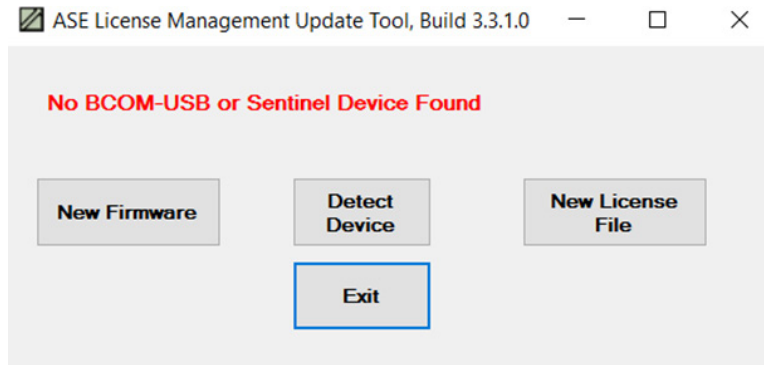 ASE License Management Update Tool, Build 3.3.1.0
No BCOM-USB or Sentinel Device Found
New Firmware
Detect
Device
New License
File
Exit